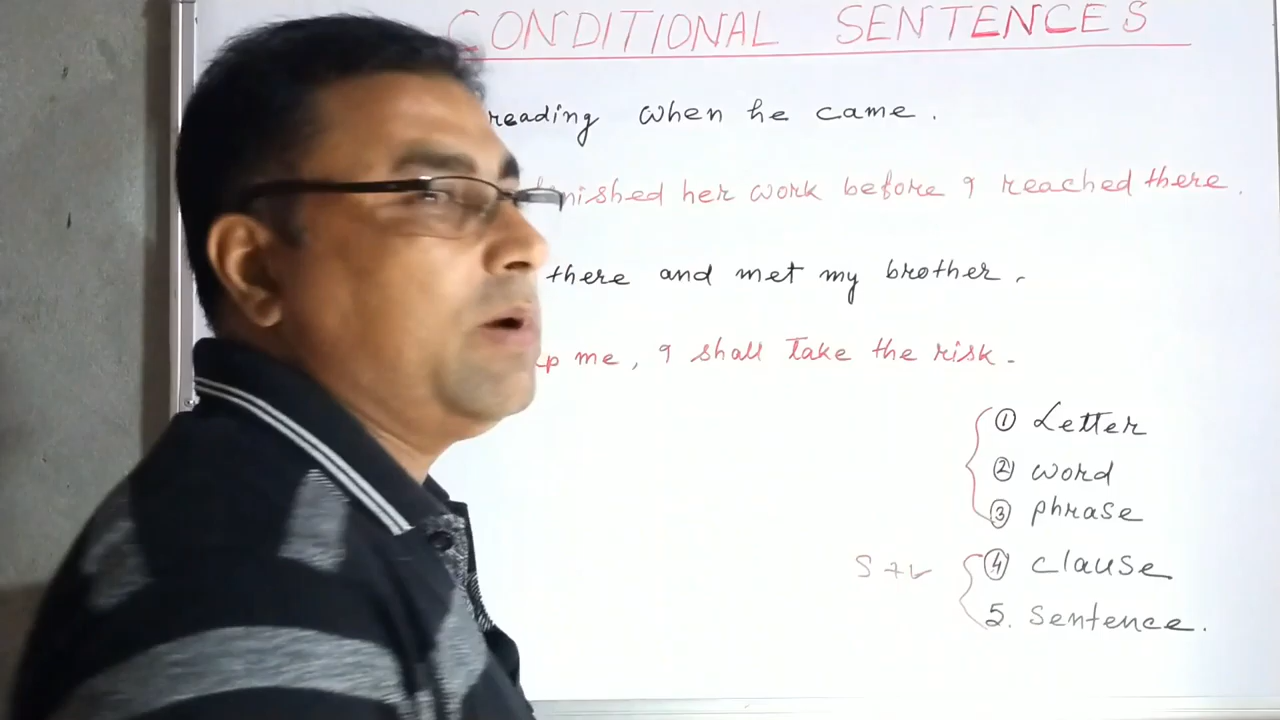 CONDITIONAL SENTENCES
reading when he came.
her work before I reached there.
there and met my brother.
me, I shall take the risk.
① Letter
② word
③ phrase
S+V ④ clause
5. Sentence.